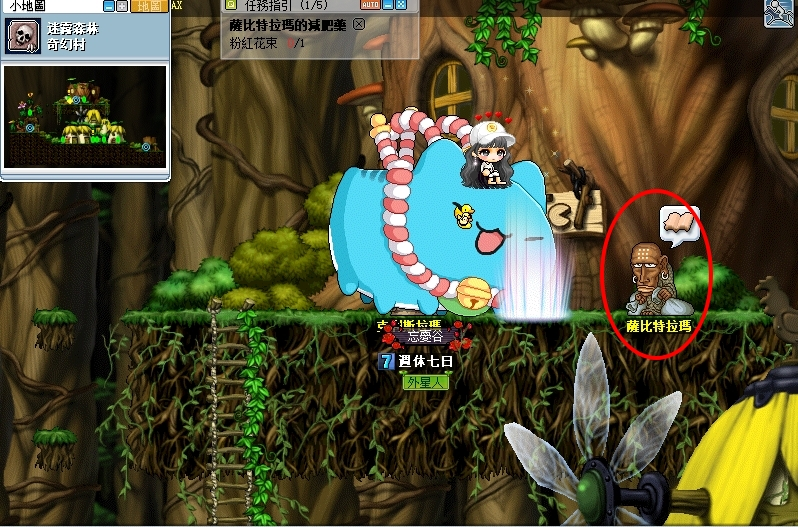 小地圖
地圖
AX
任務指引 (1/5)
AUTO
迷霧森林
奇幻村
薩比特拉瑪的減肥藥
粉紅花束 0/1
薩比特拉瑪
忘憂谷
7 週休七日
外星人